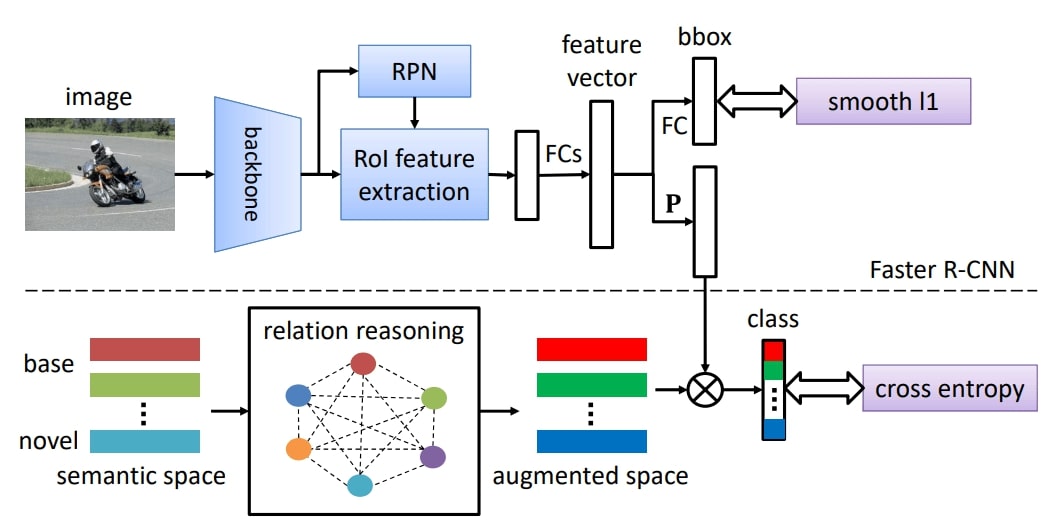 image
backbone
RPN
RoI feature
extraction
FCs
feature
vector
bbox
FC
P
smooth l1
Faster R-CNN
base
novel
semantic space
relation reasoning
augmented space
class
cross entropy